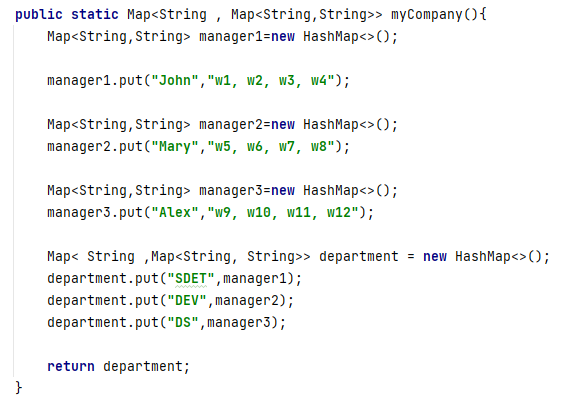 public static Map<String , Map<String,String>> myCompany(){
Map<String,String> manager1=new HashMap<>();
manager1.put("John","w1, w2, w3, w4");
Map<String,String> manager2=new HashMap<>();
manager2.put("Mary","w5, w6, w7, w8");
Map<String,String> manager3=new HashMap<>();
manager3.put("Alex","w9, w10, w11, w12");
Map< String ,Map<String, String>> department = new HashMap<>();
department.put("SDET",manager1);
department.put("DEV",manager2);
department.put("DS",manager3);
return department;
}